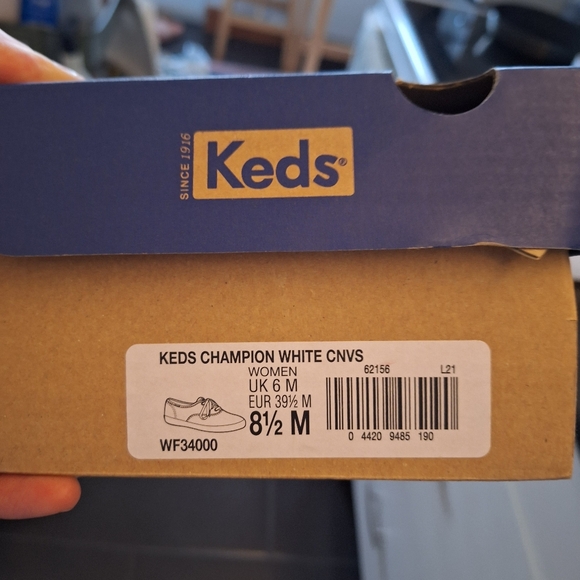 SINCE 1916
Keds®
KEDS CHAMPION WHITE CNVS
WOMEN
UK 6 M
EUR 39½ M
8½ M
WF34000
62156 L21
0 4420 9485 190